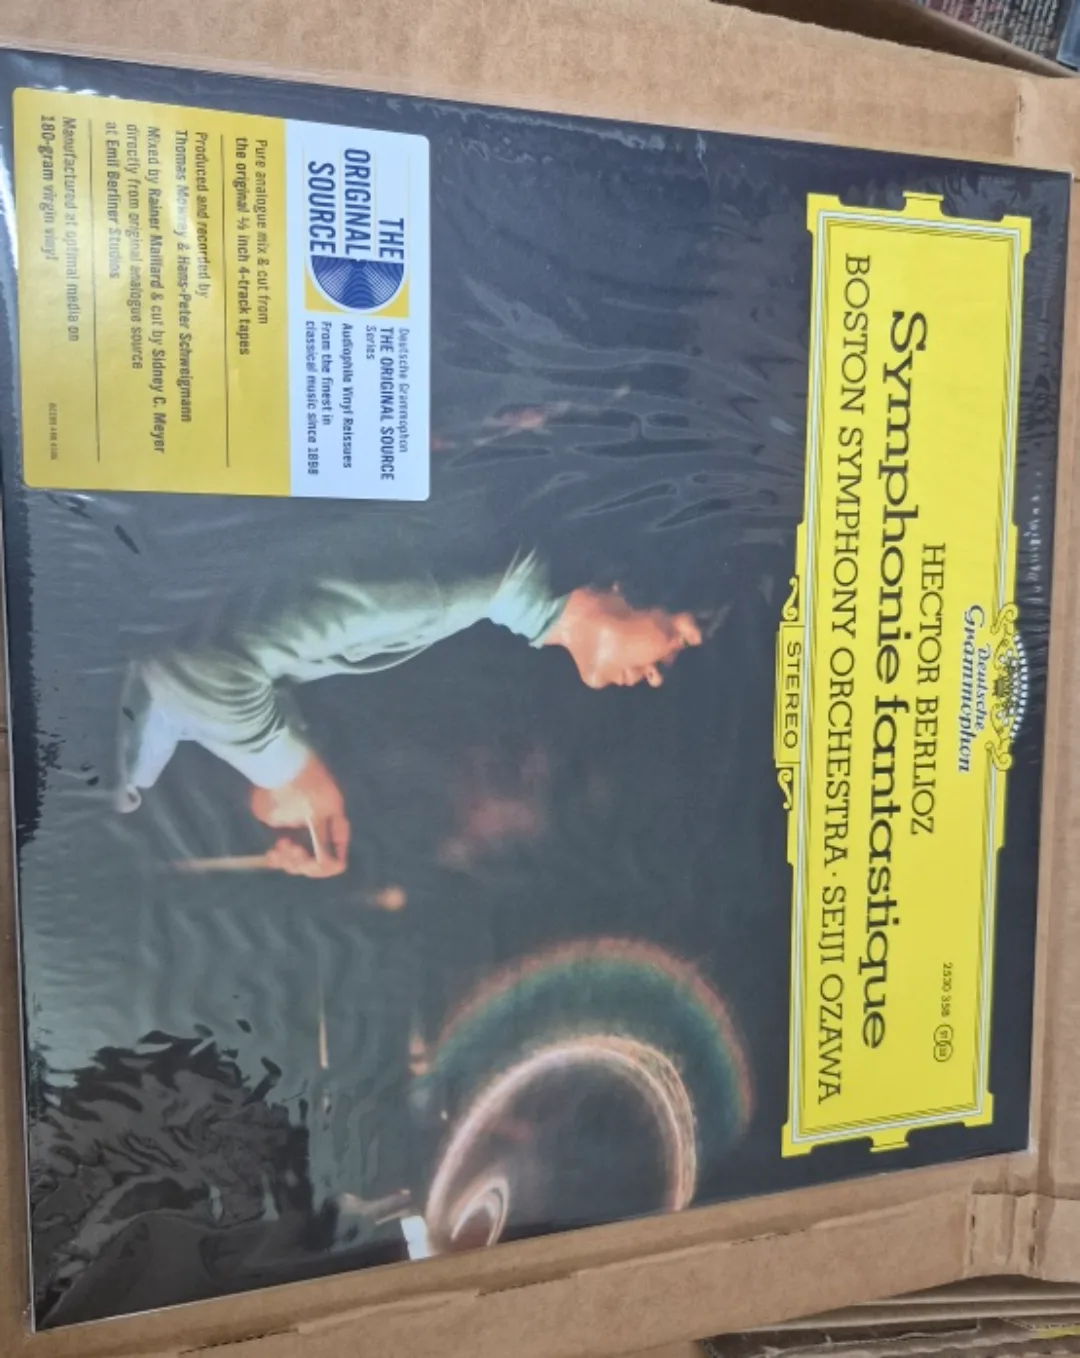 Deutsche
Grammophon
HECTOR BERLIOZ
2530 358
Symphonie fantastique
BOSTON SYMPHONY ORCHESTRA · SEIJI OZAWA
STEREO
THE
ORIGINAL
SOURCE
Deutsche Grammophon
THE ORIGINAL SOURCE
Series
Audiophile Vinyl Reissues
From the finest in
classical music since 1898
Pure analogue mix & cut from
the original ½ inch 4-track tapes
Produced and recorded by
Thomas Mowrey & Hans-Peter Schweigmann
Mixed by Rainer Maillard & cut by Sidney C. Meyer
directly from original analogue source
at Emil Berliner Studios
Manufactured at optimal media on
180-gram virgin vinyl